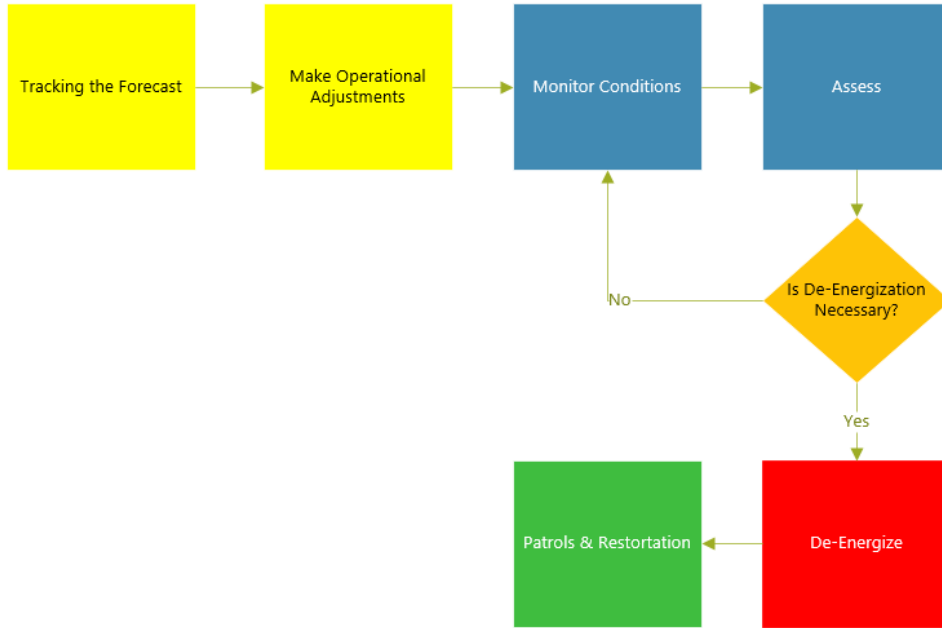 Tracking the Forecast
Make Operational
Adjustments
Monitor Conditions
Assess
Is De-Energization
Necessary?
No
Yes
Patrols & Restortation
De-Energize